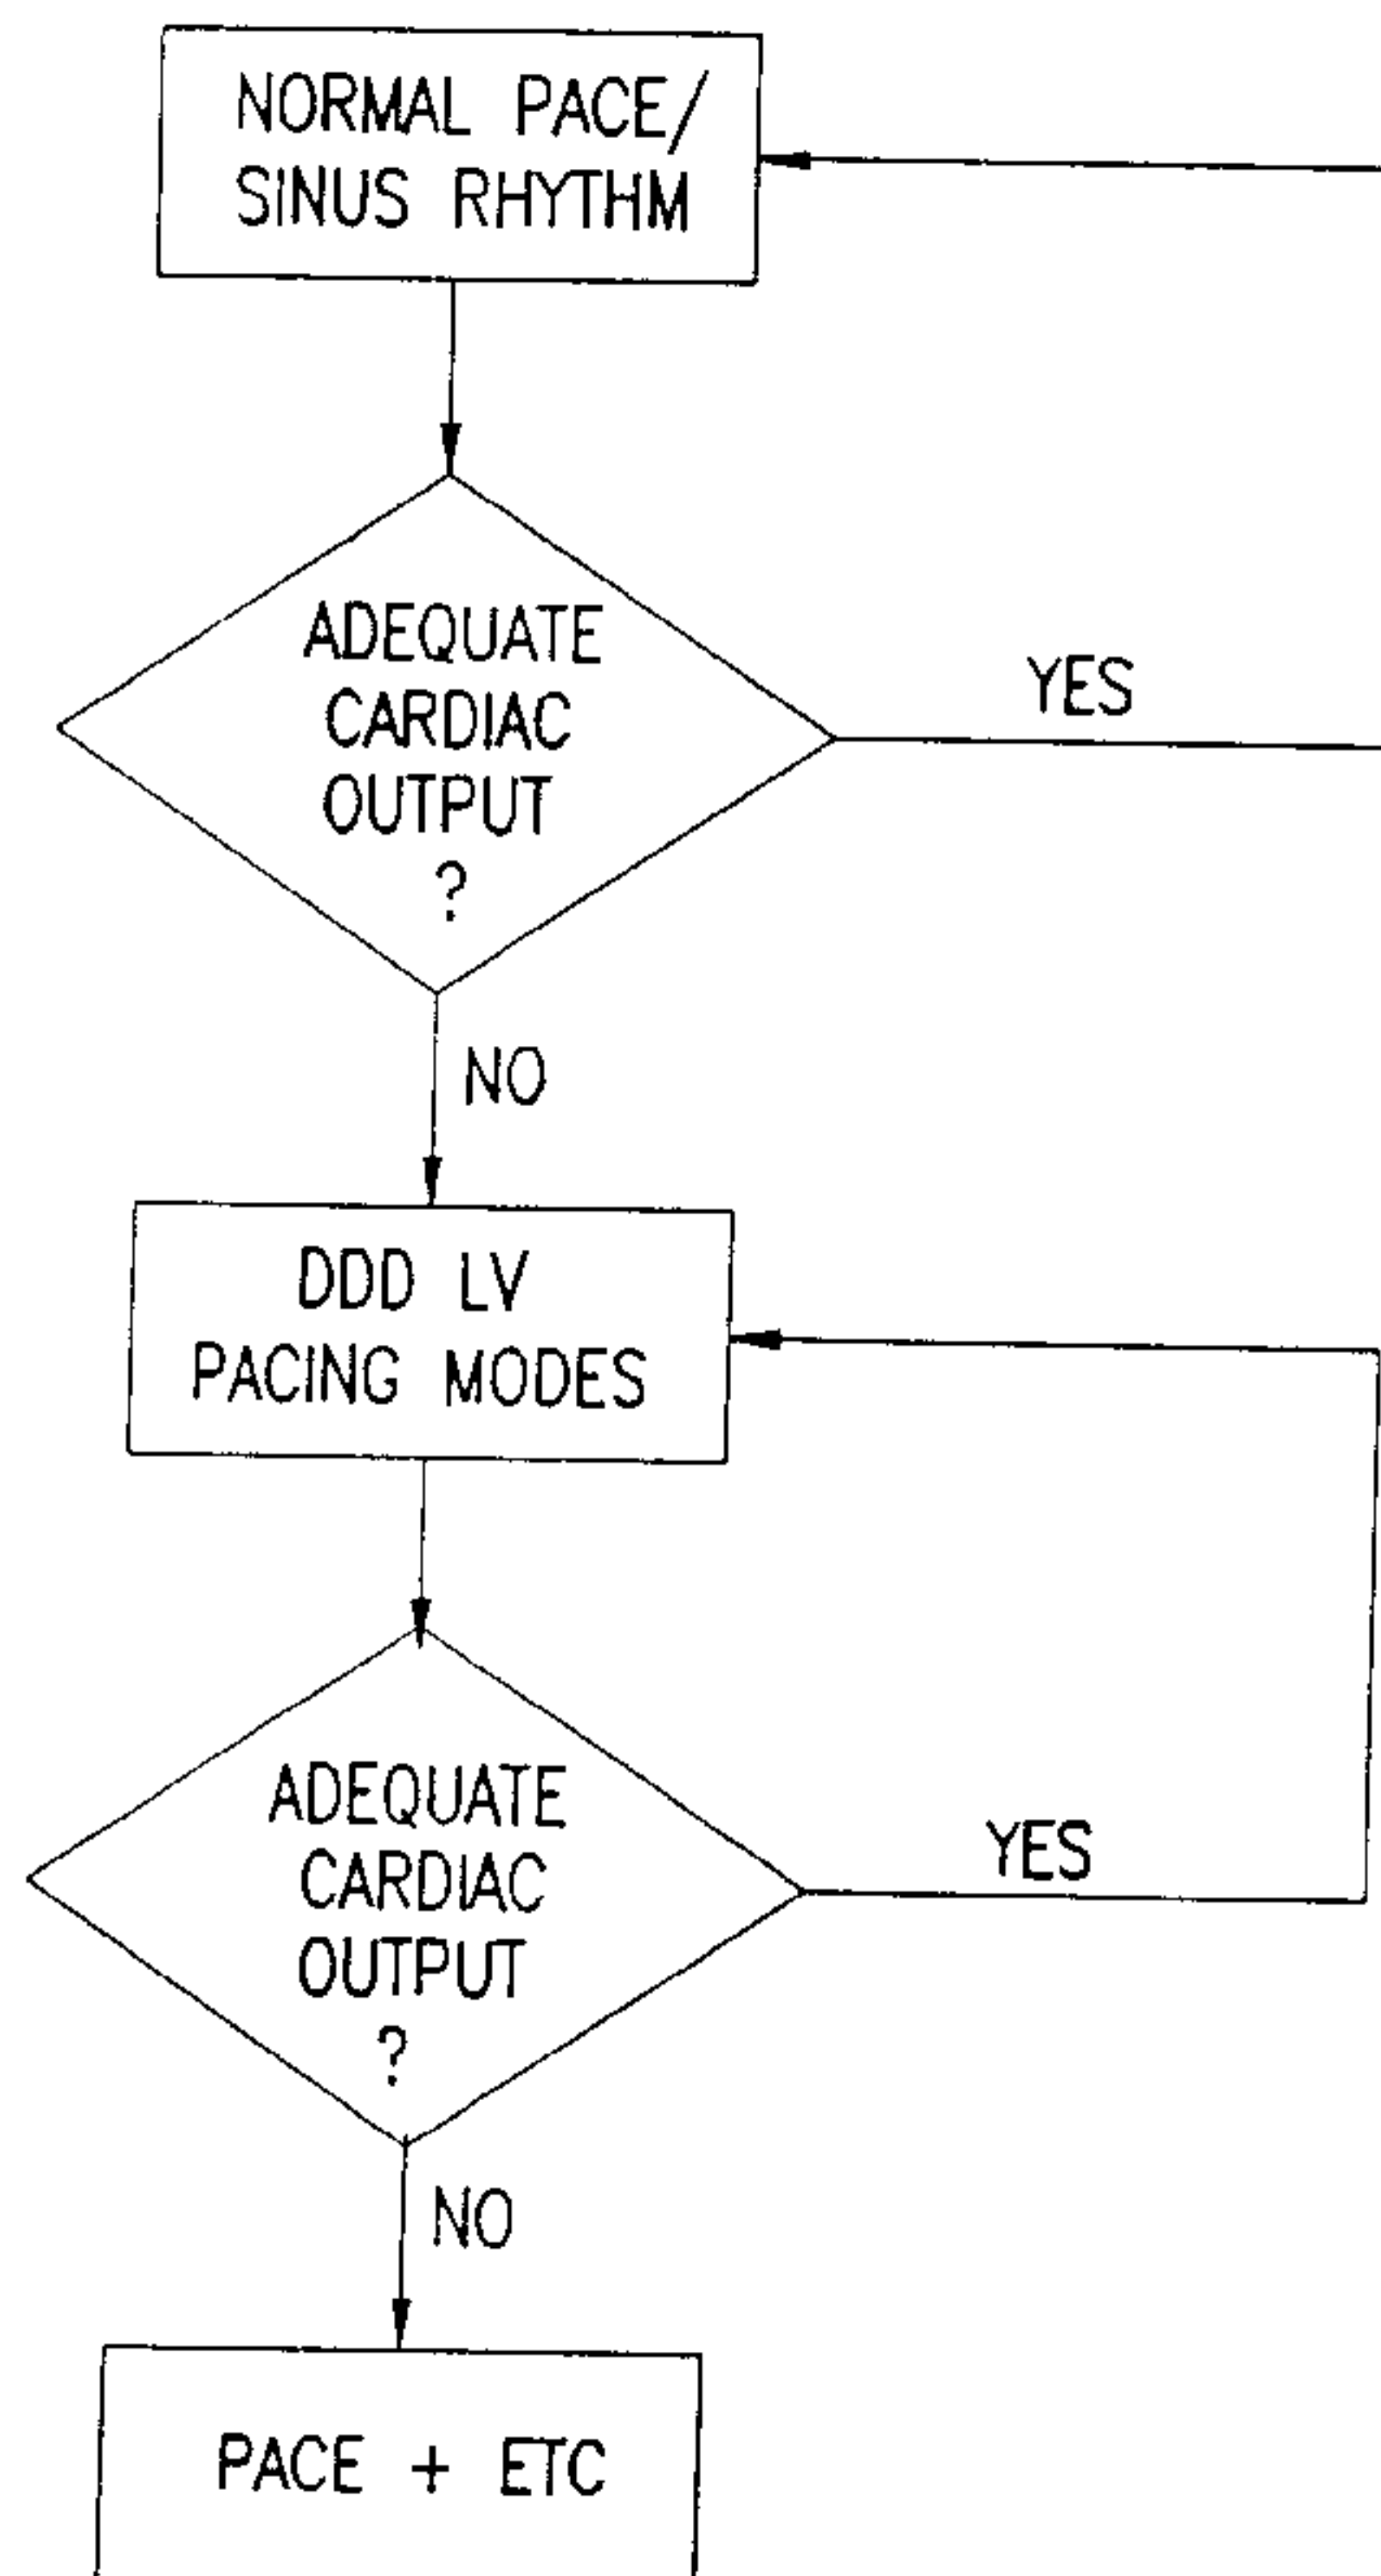 NORMAL PACE/
SINUS RHYTHM
ADEQUATE
CARDIAC
OUTPUT
?
YES
NO
DDD LV
PACING MODES
ADEQUATE
CARDIAC
OUTPUT
?
YES
NO
PACE + ETC